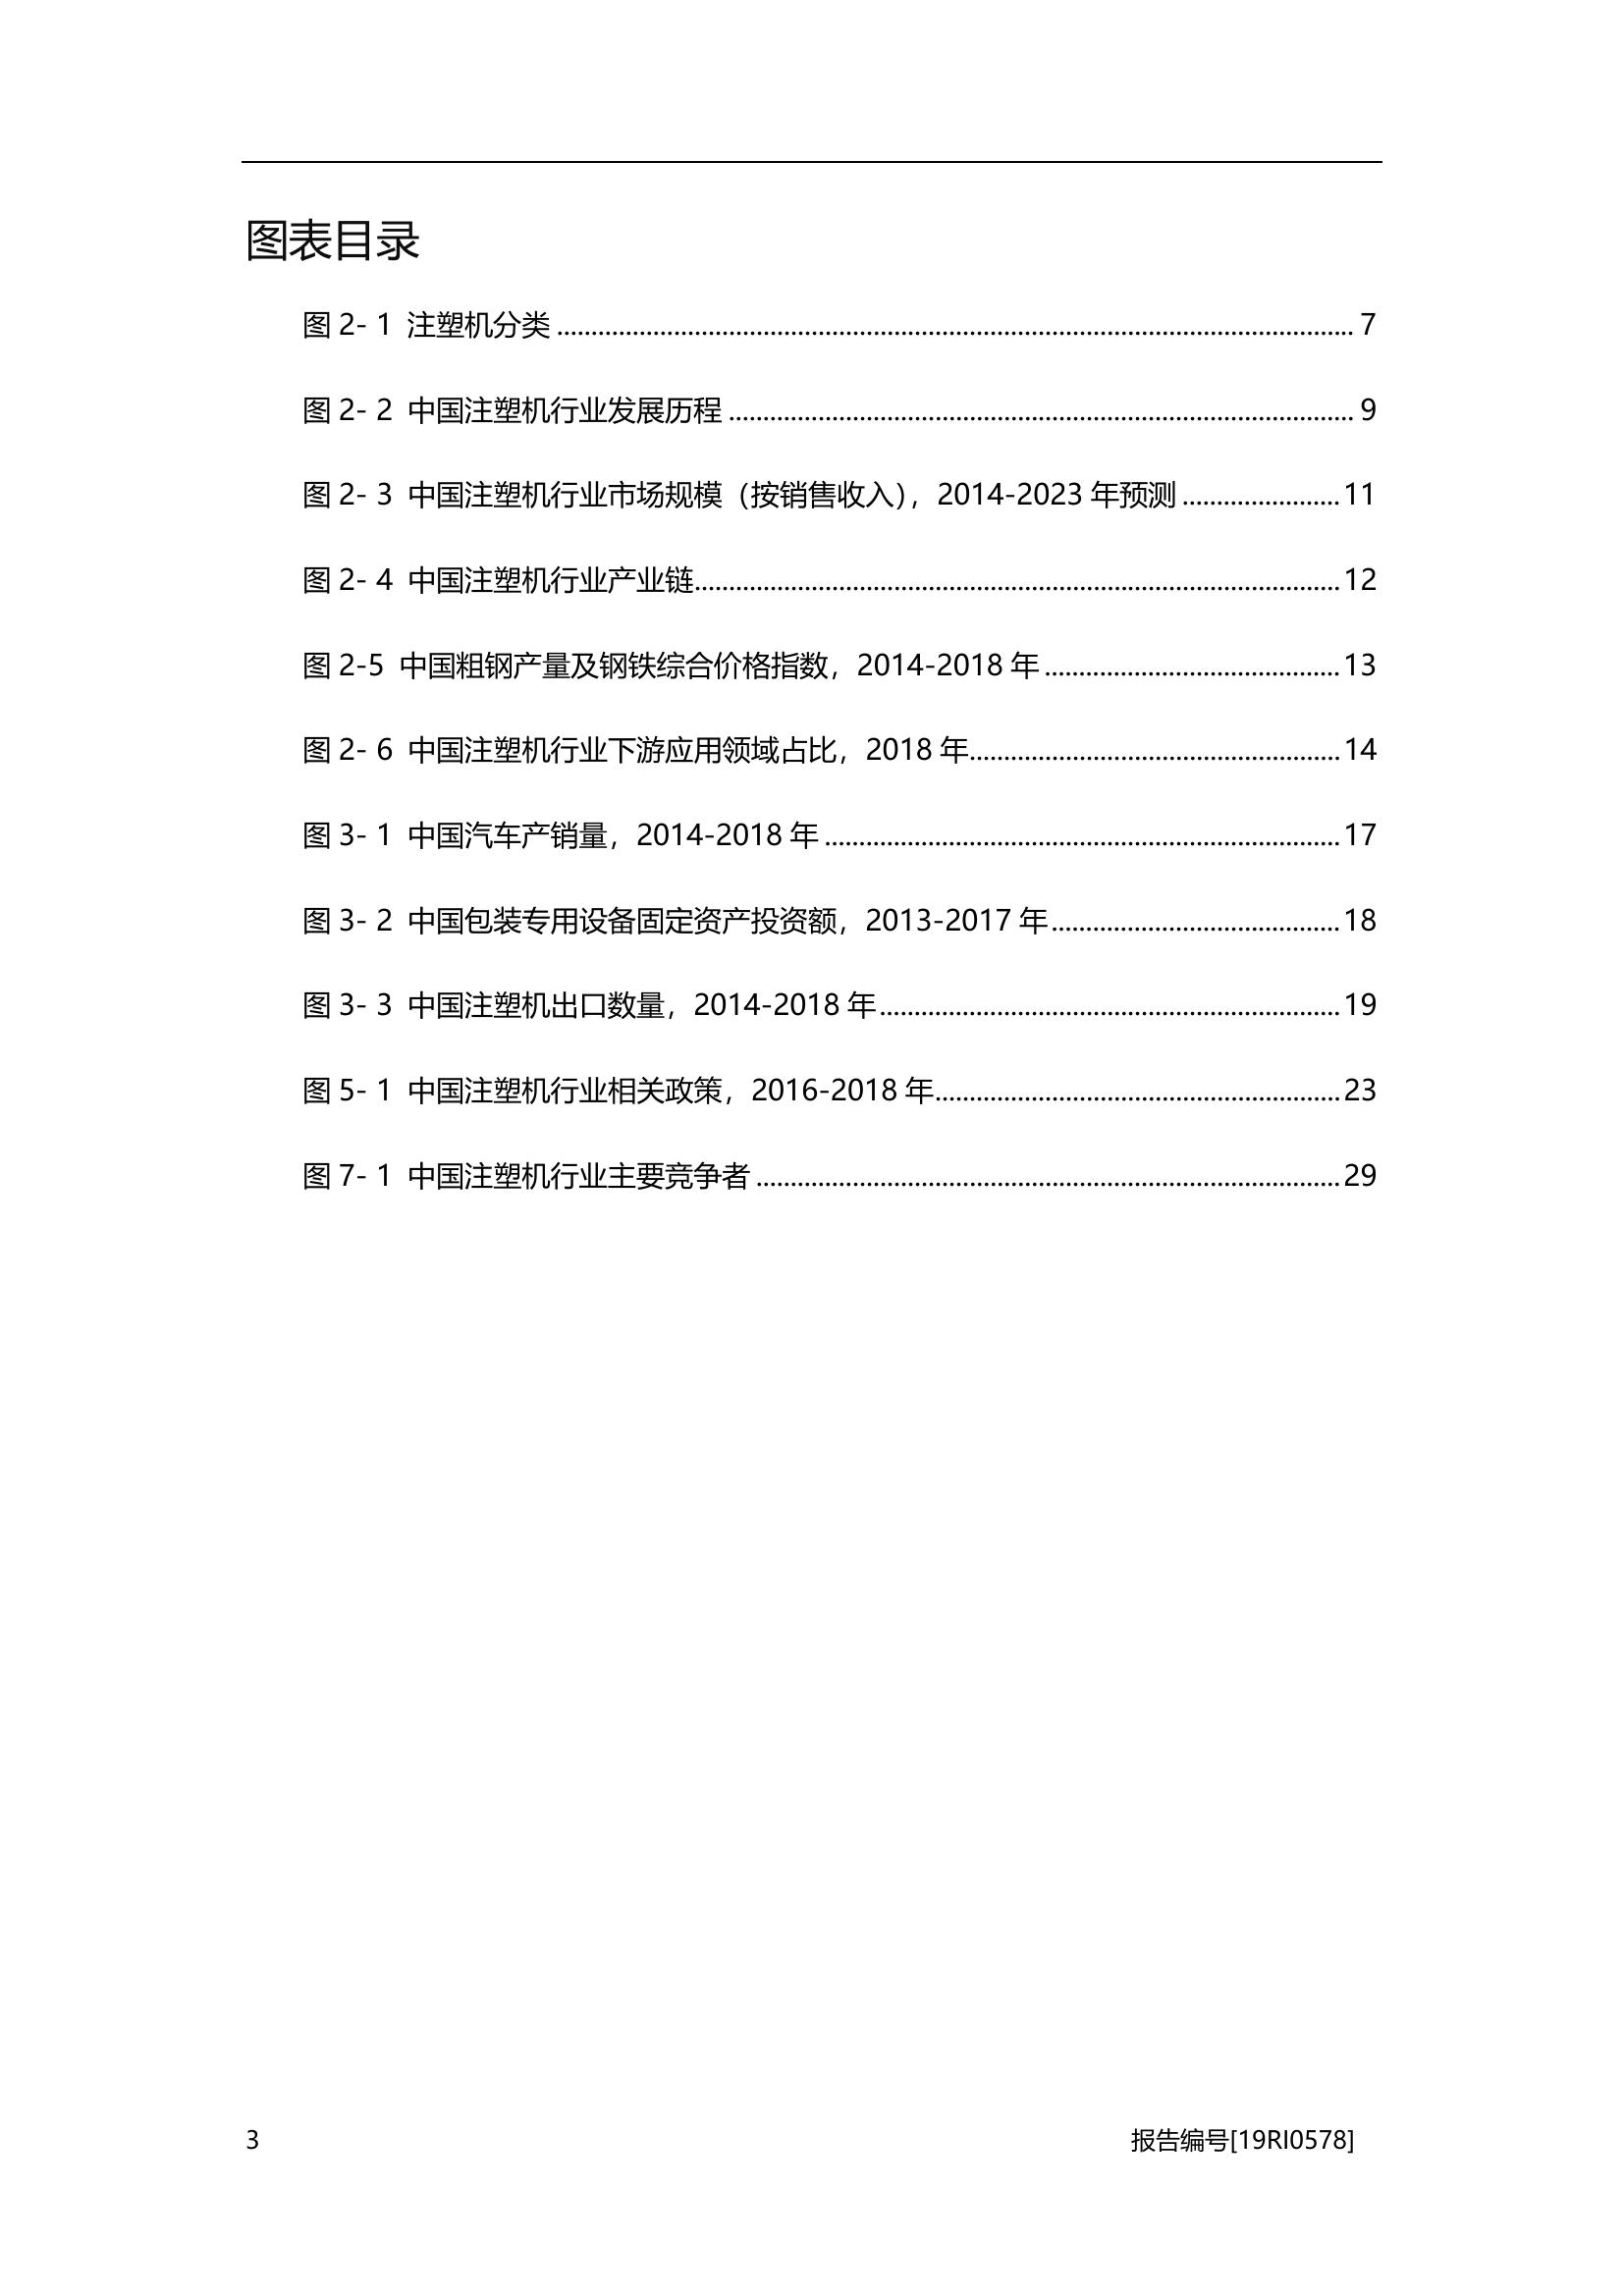 图表目录
图 2- 1 注塑机分类 ........ 7
图 2- 2 中国注塑机行业发展历程 ........ 9
图 2- 3 中国注塑机行业市场规模（按销售收入），2014-2023 年预测 ........ 11
图 2- 4 中国注塑机行业产业链........ 12
图 2-5 中国粗钢产量及钢铁综合价格指数，2014-2018 年 ........ 13
图 2- 6 中国注塑机行业下游应用领域占比，2018 年........ 14
图 3- 1 中国汽车产销量，2014-2018 年 ........ 17
图 3- 2 中国包装专用设备固定资产投资额，2013-2017 年........ 18
图 3- 3 中国注塑机出口数量，2014-2018 年........ 19
图 5- 1 中国注塑机行业相关政策，2016-2018 年........ 23
图 7- 1 中国注塑机行业主要竞争者 ........ 29
3 报告编号[19RI0578]